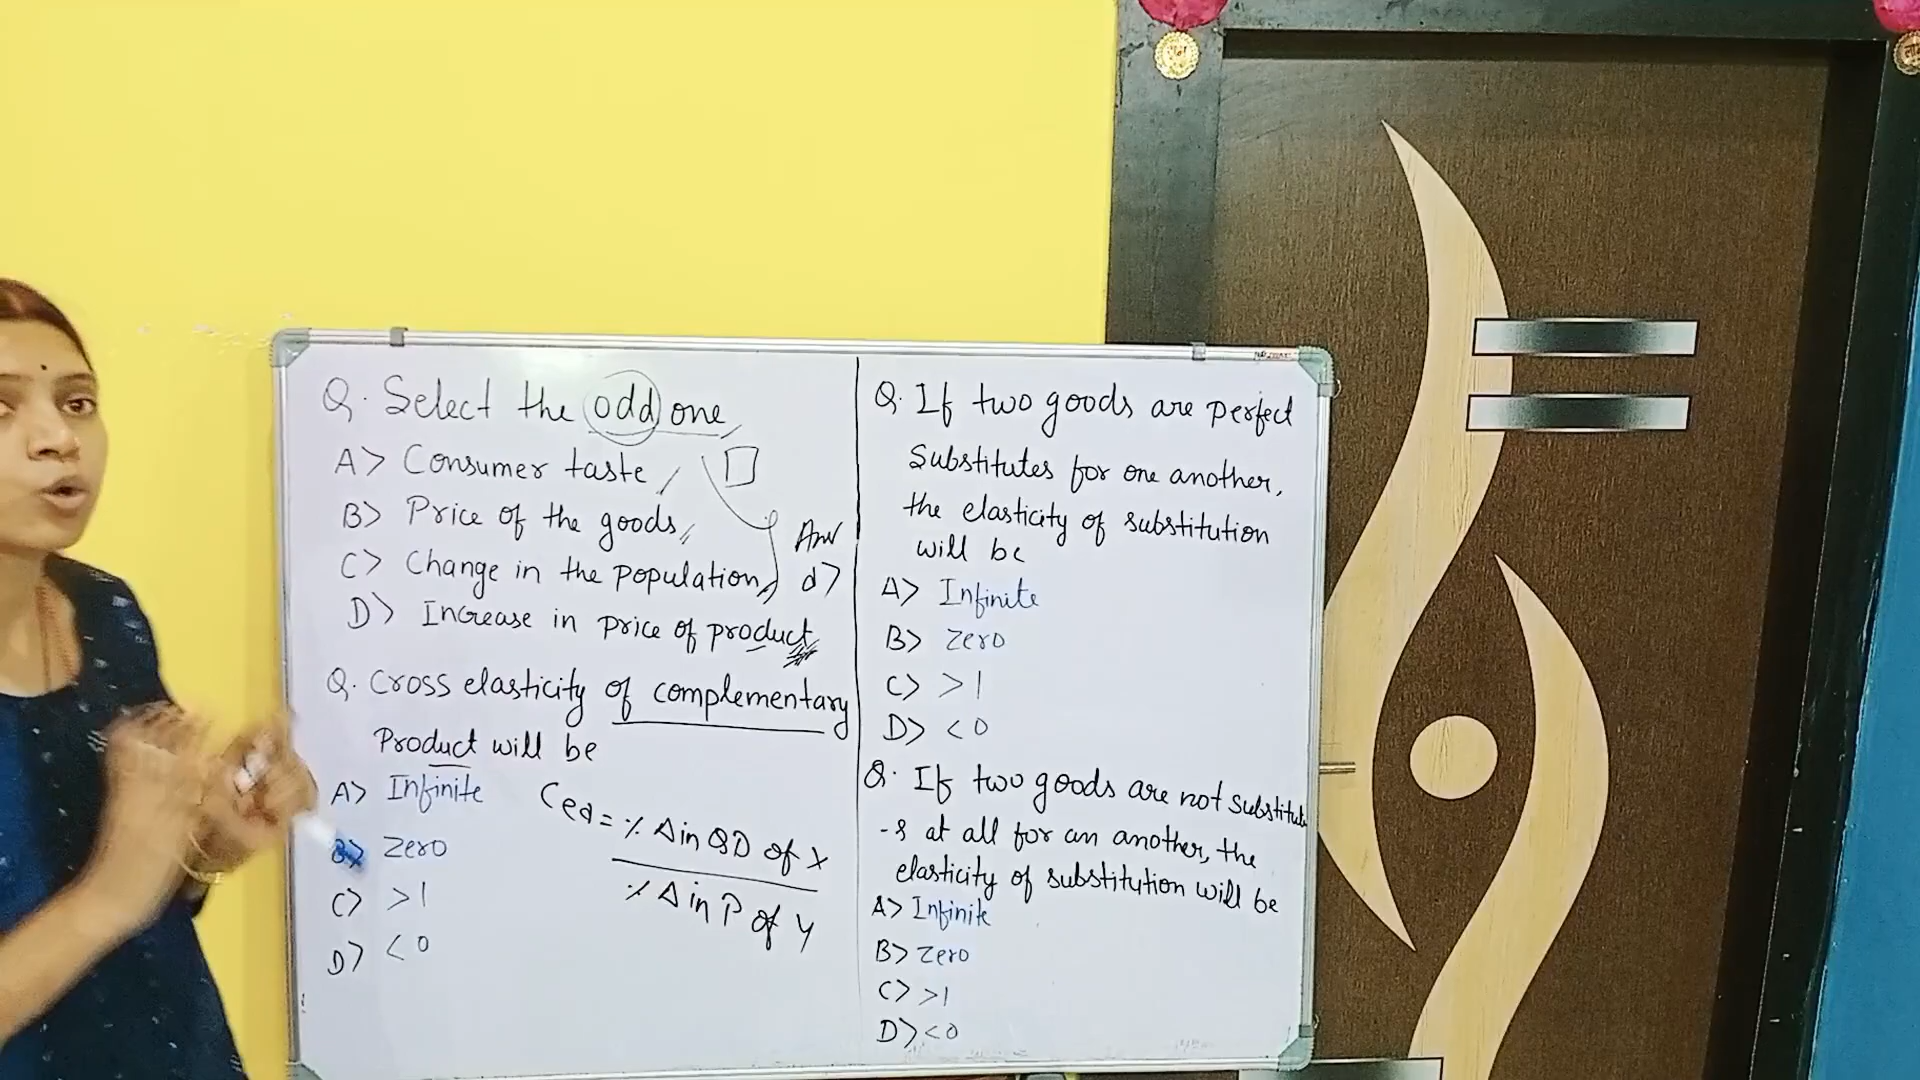 Q. Select the odd one
A> Consumer taste
B> Price of the goods
C> Change in the population
D> Increase in price of product
Ans
d>
Q. Cross elasticity of complementary
Product will be
A> Infinite
B> Zero
C> >1
D> <0
Ced = % Δ in QD of X
% Δ in P of Y
Q. If two goods are perfect
Substitutes for one another,
the elasticity of substitution
will be
A> Infinite
B> Zero
C> >1
D> <0
Q. If two goods are not substitute
-s at all for an another, the
elasticity of substitution will be
A> Infinite
B> Zero
C> >1
D> <0